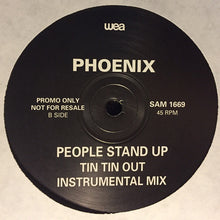 wea
PHOENIX
PROMO ONLY
NOT FOR RESALE
B SIDE
SAM 1669
45 RPM
PEOPLE STAND UP
TIN TIN OUT
INSTRUMENTAL MIX